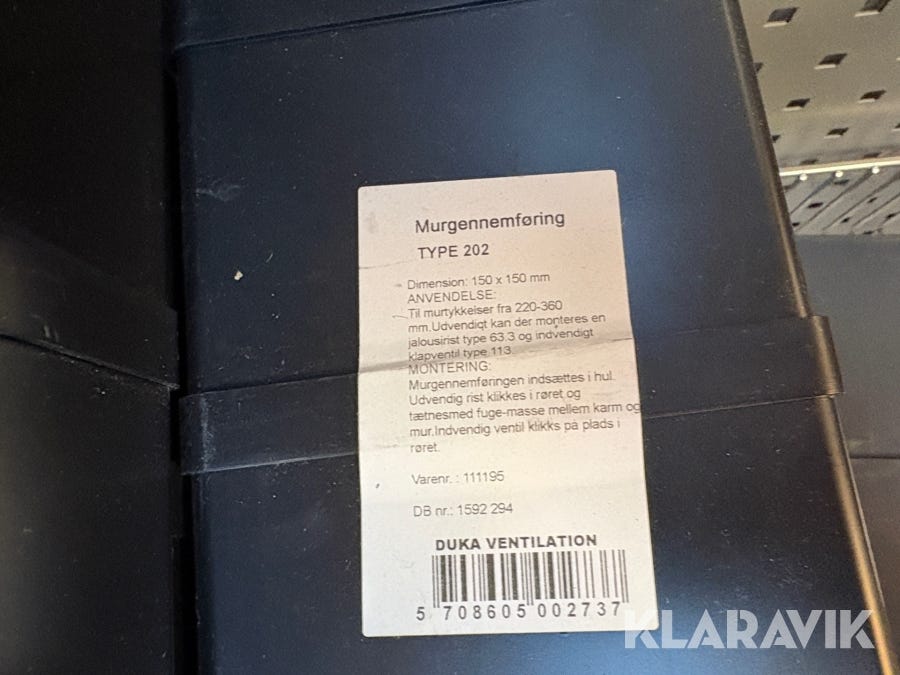 Murgennemføring
TYPE 202
Dimension: 150 x 150 mm
ANVENDELSE:
Til murtykkelser fra 220-360
mm.Udvendigt kan der monteres en
jalousirist type 63.3 og indvendigt
klapventil type 113.
MONTERING:
Murgennemføringen indsættes i hul.
Udvendig rist klikkes i røret og
tætnesmed fuge-masse mellem karm og
mur.Indvendig ventil klikks på plads i
røret.
Varenr. : 111195
DB nr.: 1592 294
DUKA VENTILATION
5 708605 002737
KLARAVIK